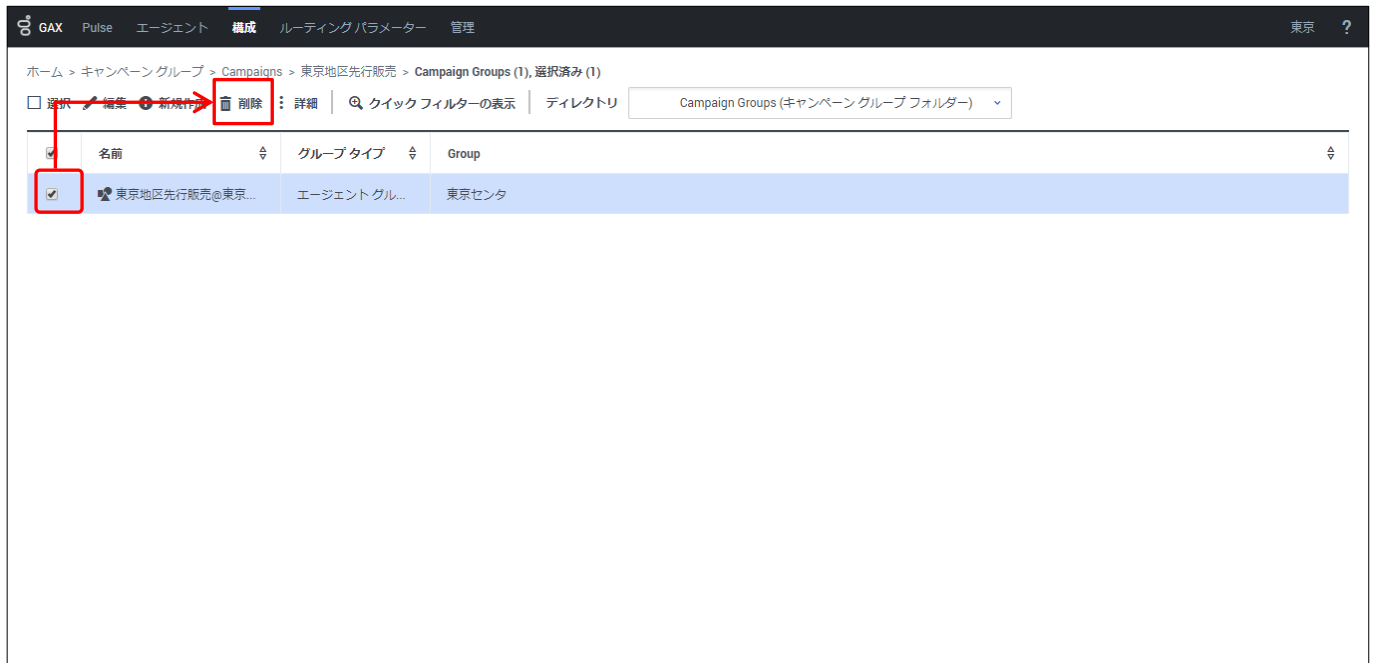 GAX Pulse エージェント 構成 ルーティング パラメーター 管理 東京 ?
ホーム > キャンペーン グループ > Campaigns > 東京地区先行販売 > Campaign Groups (1), 選択済み (1)
選択 編集 新規作成 削除 詳細 クイック フィルターの表示 ディレクトリ Campaign Groups (キャンペーン グループ フォルダー)
名前 グループ タイプ Group
東京地区先行販売@東京... エージェント グル... 東京センタ